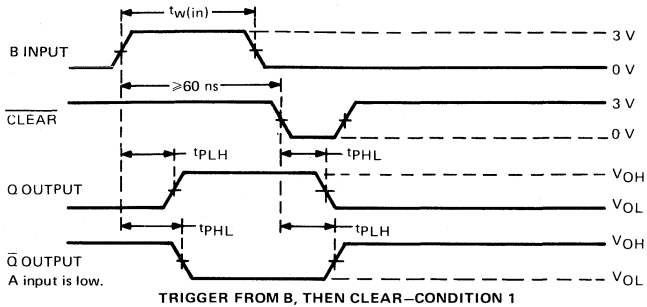 tw(in)
B INPUT
3 V
0 V
⩾60 ns
CLEAR
3 V
0 V
tPLH
tPHL
Q OUTPUT
VOH
VOL
tPHL
tPLH
Q̅ OUTPUT
VOH
A input is low.
VOL
TRIGGER FROM B, THEN CLEAR—CONDITION 1